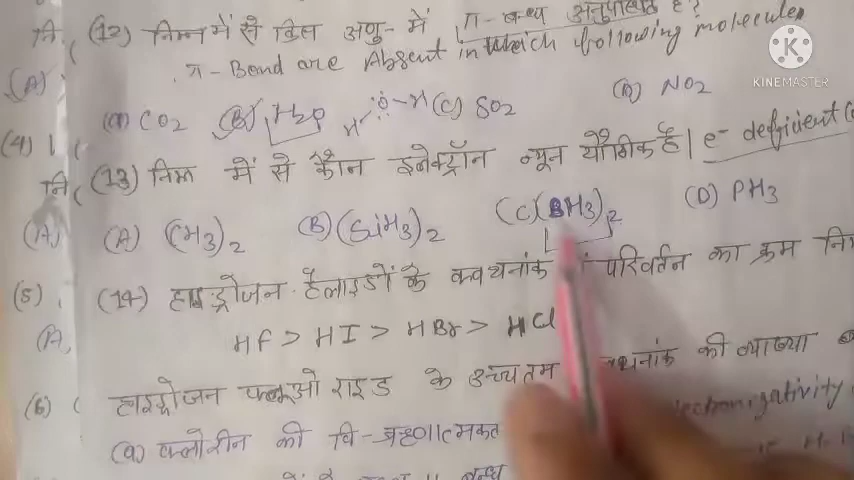 (12) निम्न में से किस अणु- में π-बन्ध अनुपस्थित है?
π-Bond are Absent in which following molecules
(A) CO2 (B) H2O H O-H (C) SO2 (D) NO2
(13) निम्न में से कौन इलेक्ट्रॉन न्यून यौगिक है| e- defficient
(A) (CH3)2 (B) (SiH3)2 (C) (BH3)2 (D) PH3
(14) हाइड्रोजन हैलाइडों के क्वथनांक में परिवर्तन का क्रम
HF > HI > HBr > HCl
हाइड्रोजन फ्लुओराइड के उच्चतम क्वथनांक की व्याख्या
(a) फ्लोरीन की वि-ऋणात्मकत electronigativity
KINEMASTER